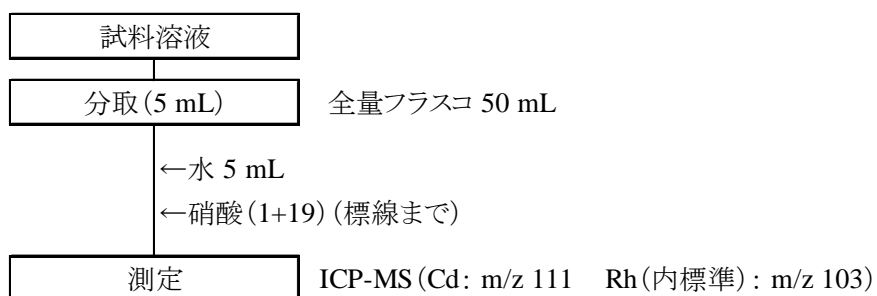 試料溶液
分取(5 mL) 全量フラスコ 50 mL
←水 5 mL
←硝酸(1+19)(標線まで)
測定 ICP-MS(Cd: m/z 111 Rh(内標準): m/z 103)